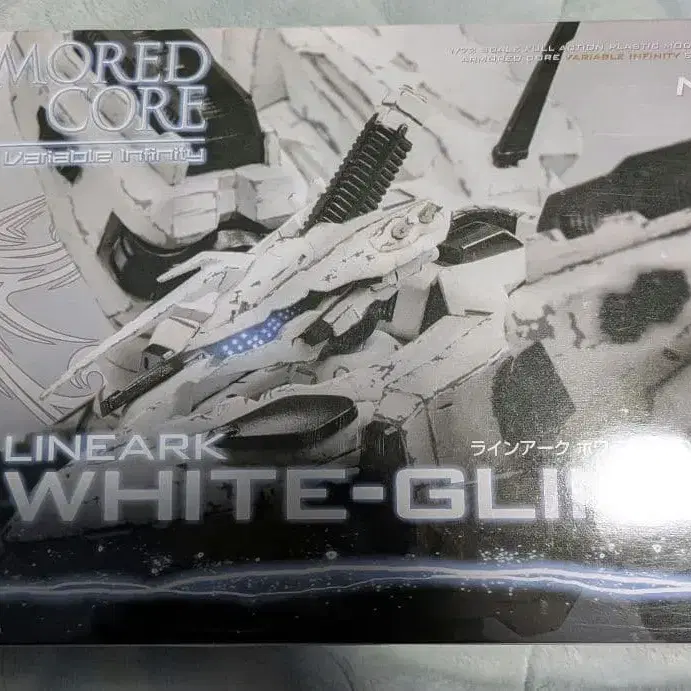 MORED
CORE
Variable Infinity
1/72 SCALE FULL ACTION PLASTIC MOD
ARMORED CORE VARIABLE INFINITY S
LINEARK
ラインアーク ホワ
WHITE-GLI